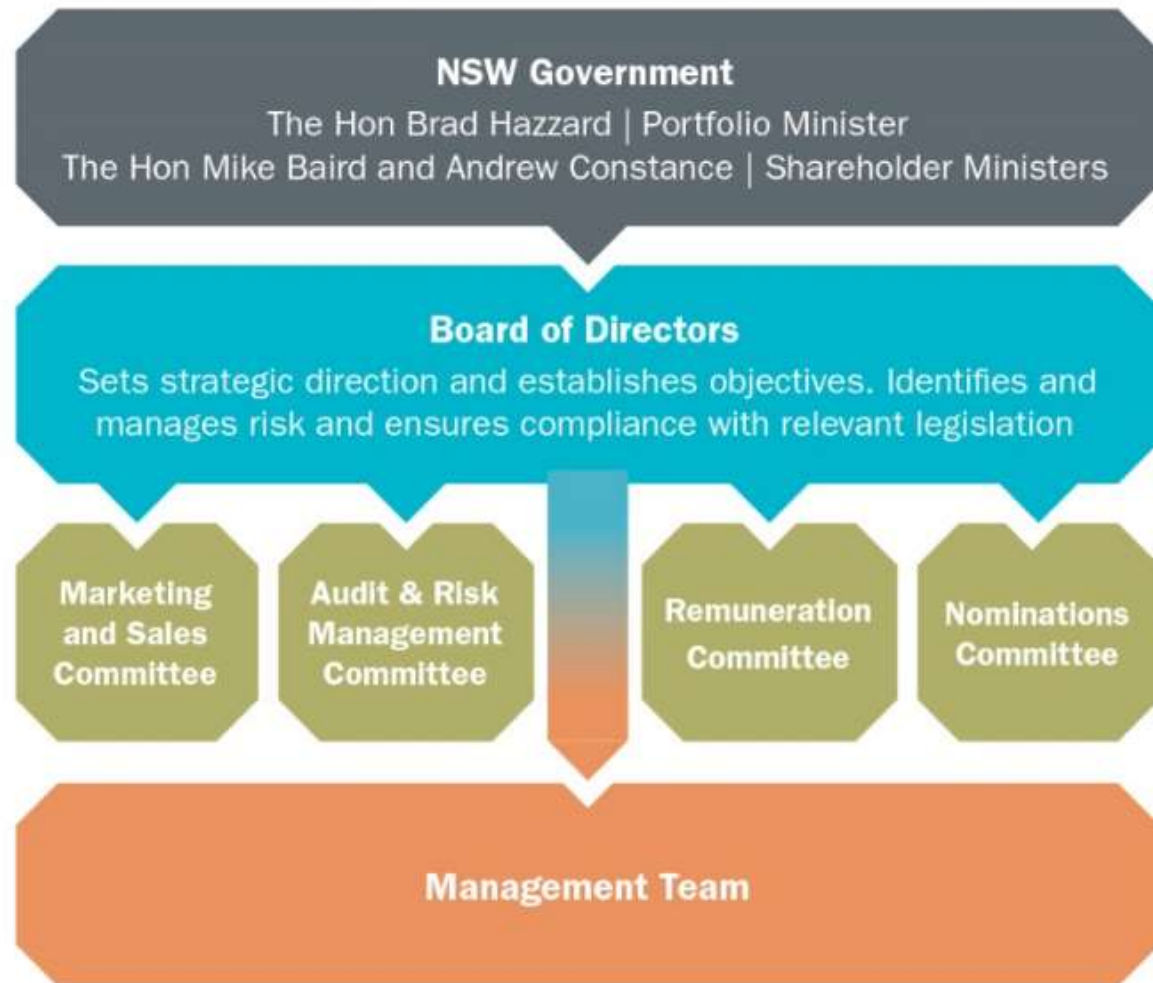 NSW Government
The Hon Brad Hazzard | Portfolio Minister
The Hon Mike Baird and Andrew Constance | Shareholder Ministers
Board of Directors
Sets strategic direction and establishes objectives. Identifies and
manages risk and ensures compliance with relevant legislation
Marketing
and Sales
Committee
Audit & Risk
Management
Committee
Remuneration
Committee
Nominations
Committee
Management Team